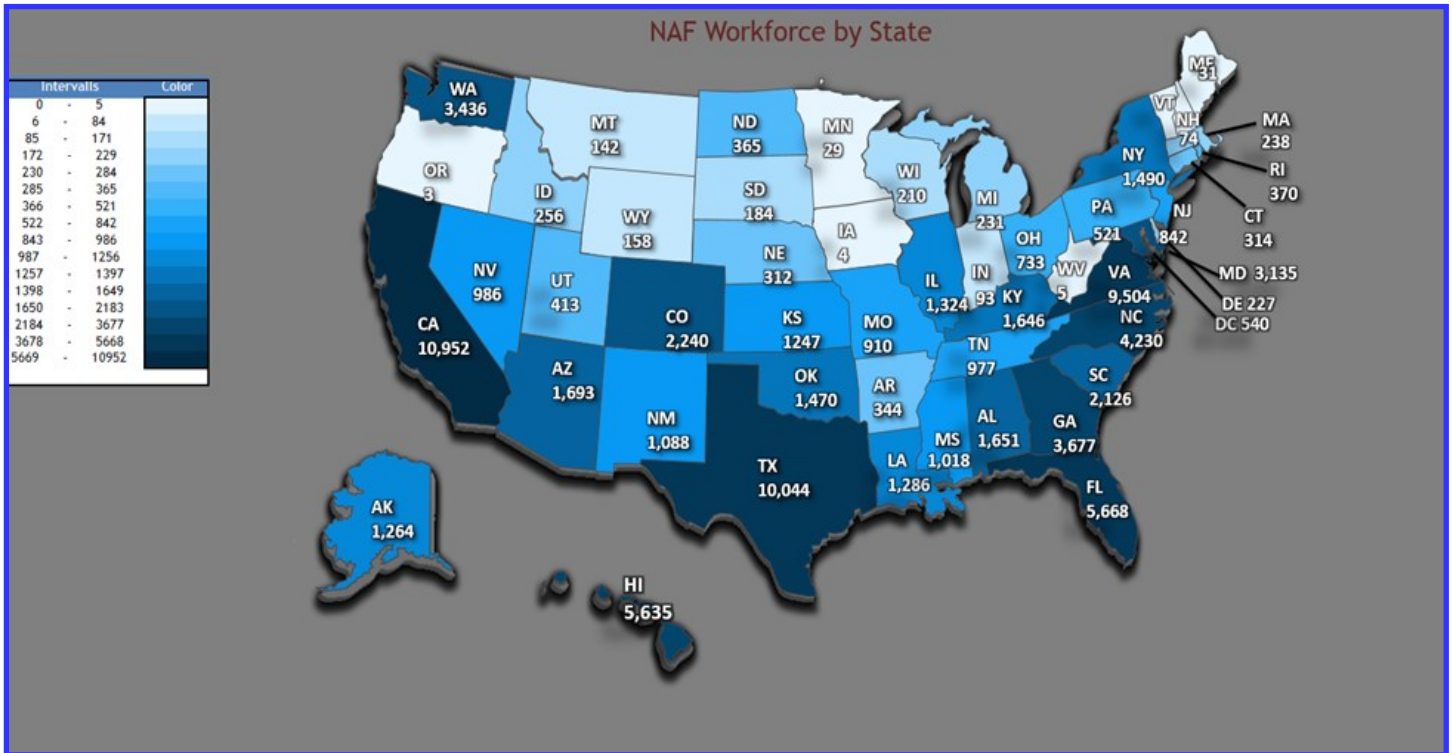 NAF Workforce by State
Intervalls Color
0 - 5
6 - 84
85 - 171
172 - 229
230 - 284
285 - 365
366 - 521
522 - 842
843 - 986
987 - 1256
1257 - 1397
1398 - 1649
1650 - 2183
2184 - 3677
3678 - 5668
5669 - 10952
WA
3,436
OR
3
CA
10,952
NV
986
ID
256
MT
142
WY
158
UT
413
AZ
1,693
CO
2,240
NM
1,088
ND
365
SD
184
NE
312
KS
1247
OK
1,470
TX
10,044
MN
29
IA
4
MO
910
AR
344
LA
1,286
WI
210
IL
1,324
MI
231
IN
93
OH
733
KY
1,646
TN
977
MS
1,018
AL
1,651
GA
3,677
FL
5,668
SC
2,126
NC
4,230
VA
9,504
WV
5
PA
521
NY
1,490
NJ
842
VT
NH
74
ME
31
MA
238
RI
370
CT
314
MD 3,135
DE 227
DC 540
AK
1,264
HI
5,635